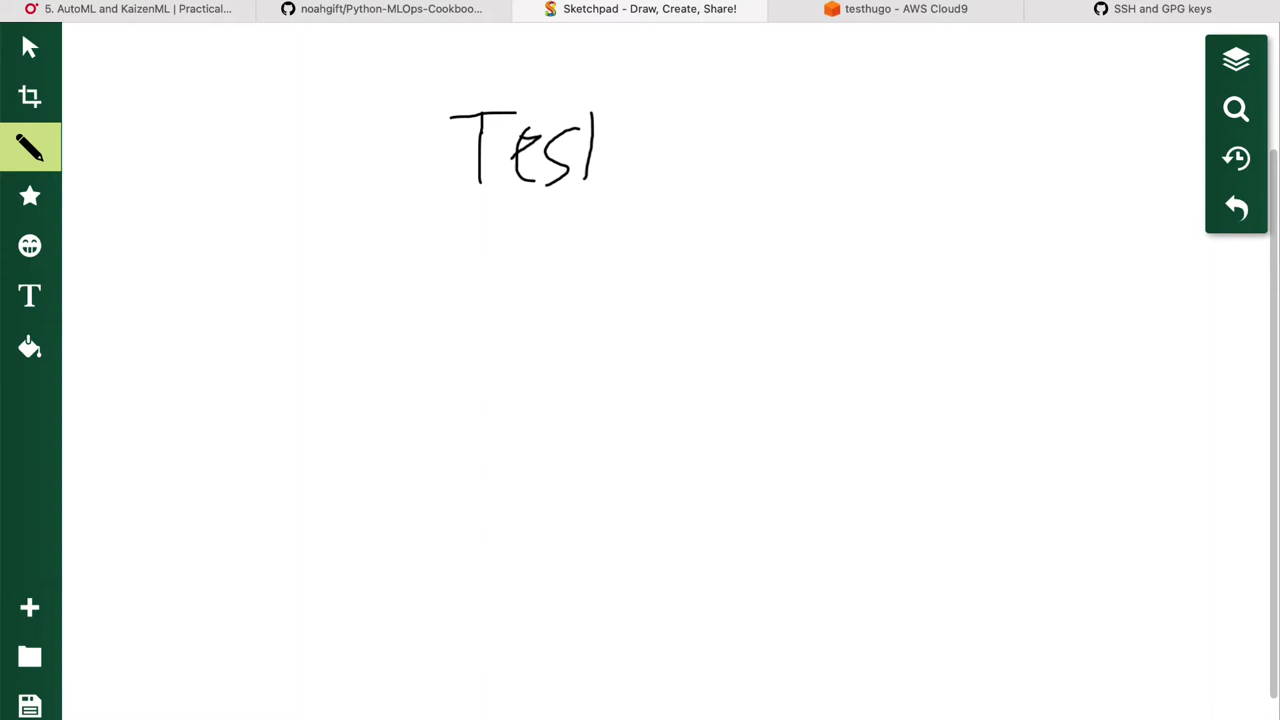 5. AutoML and KaizenML | Practical...
noahgift/Python-MLOps-Cookboo...
Sketchpad - Draw, Create, Share!
testhugo - AWS Cloud9
SSH and GPG keys
Tesl
T